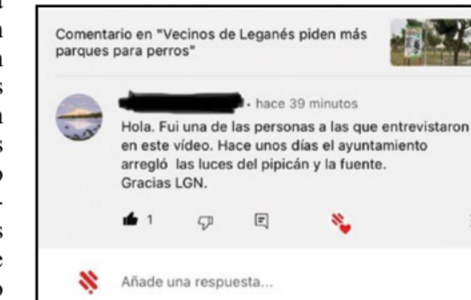 Comentario en "Vecinos de Leganés piden más
parques para perros"
· hace 39 minutos
Hola. Fui una de las personas a las que entrevistaron
en este vídeo. Hace unos días el ayuntamiento
arregló las luces del pipicán y la fuente.
Gracias LGN.
1
Añade una respuesta...